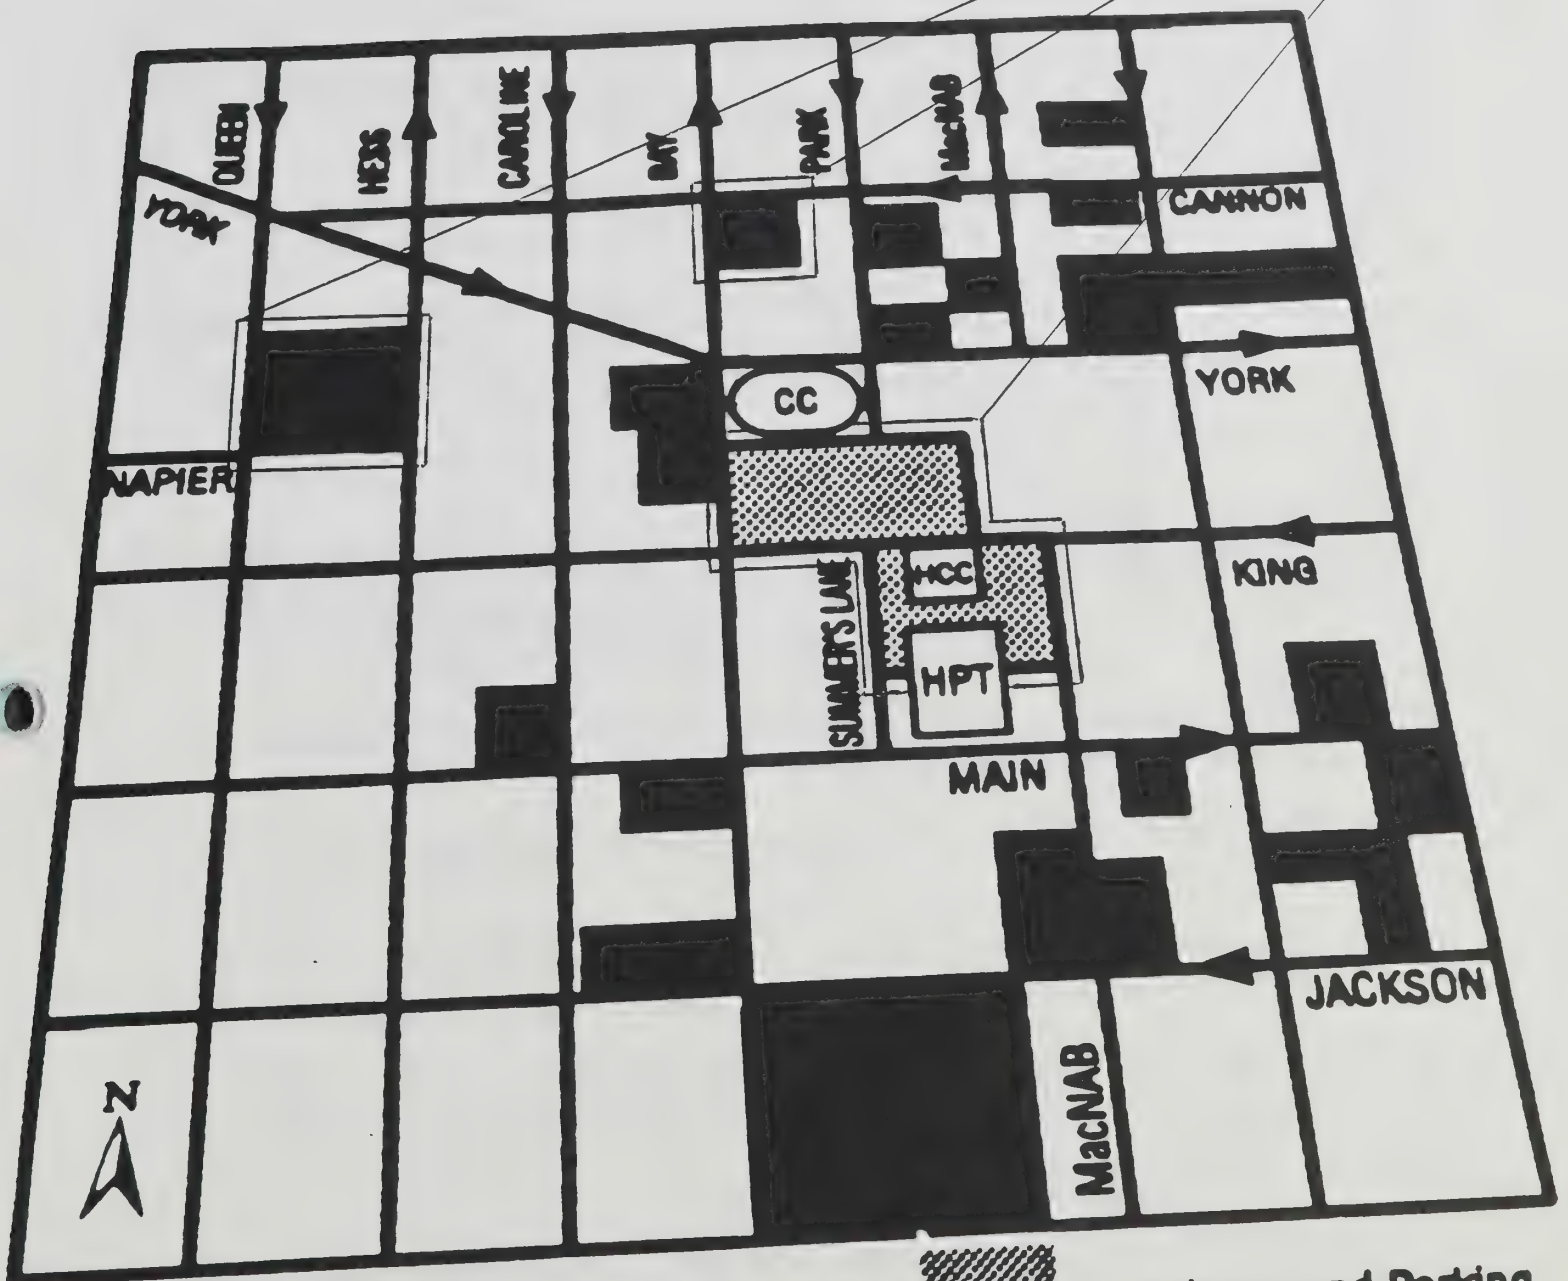 QUEEN
HESS
CAROLINE
BAY
PARK
MacNAB
YORK
CANNON
CC
YORK
NAPIER
HCC
KING
SUMMER'S LANE
HPT
MAIN
JACKSON
N
MacNAB
Parking